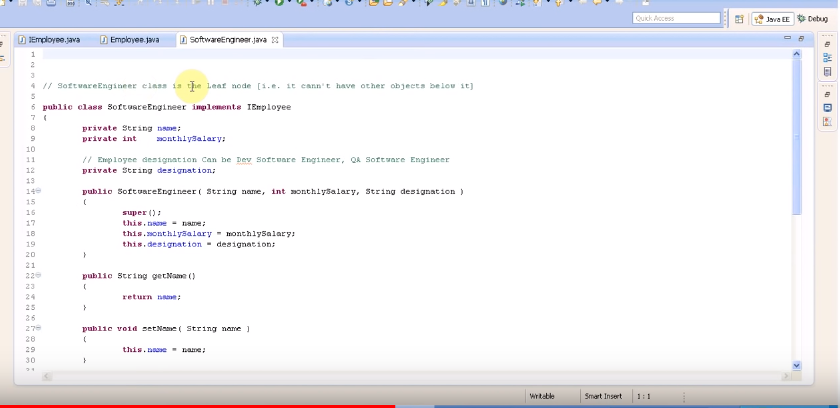 Quick Access
Java EE
Debug
IEmployee.java
Employee.java
SoftwareEngineer.java
1
2
3
4 // SoftwareEngineer class is the leaf node [i.e. it cann't have other objects below it]
5
6 public class SoftwareEngineer implements IEmployee
7 {
8 private String name;
9 private int monthlySalary;
10
11 // Employee designation Can be Dev Software Engineer, QA Software Engineer
12 private String designation;
13
14 public SoftwareEngineer( String name, int monthlySalary, String designation )
15 {
16 super();
17 this.name = name;
18 this.monthlySalary = monthlySalary;
19 this.designation = designation;
20 }
21
22 public String getName()
23 {
24 return name;
25 }
26
27 public void setName( String name )
28 {
29 this.name = name;
30 }
Writable
Smart Insert
1 : 1